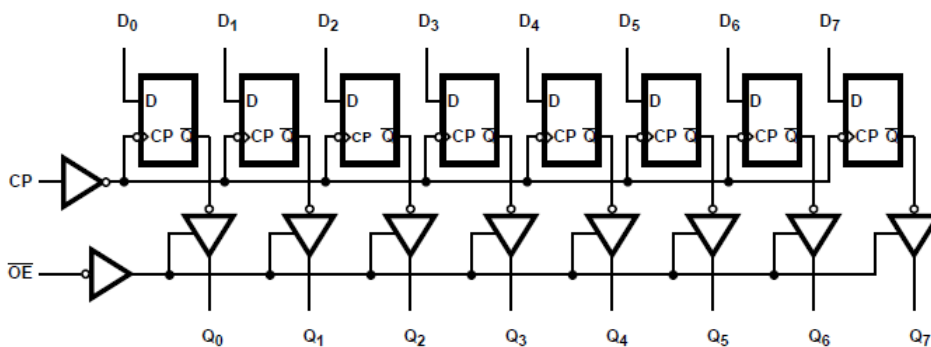 D₀ D₁ D₂ D₃ D₄ D₅ D₆ D₇
D D D D D D D D
CP Q̅ CP Q̅ CP Q̅ CP Q̅ CP Q̅ CP Q̅ CP Q̅ CP Q̅
CP
O̅E̅
Q₀ Q₁ Q₂ Q₃ Q₄ Q₅ Q₆ Q₇